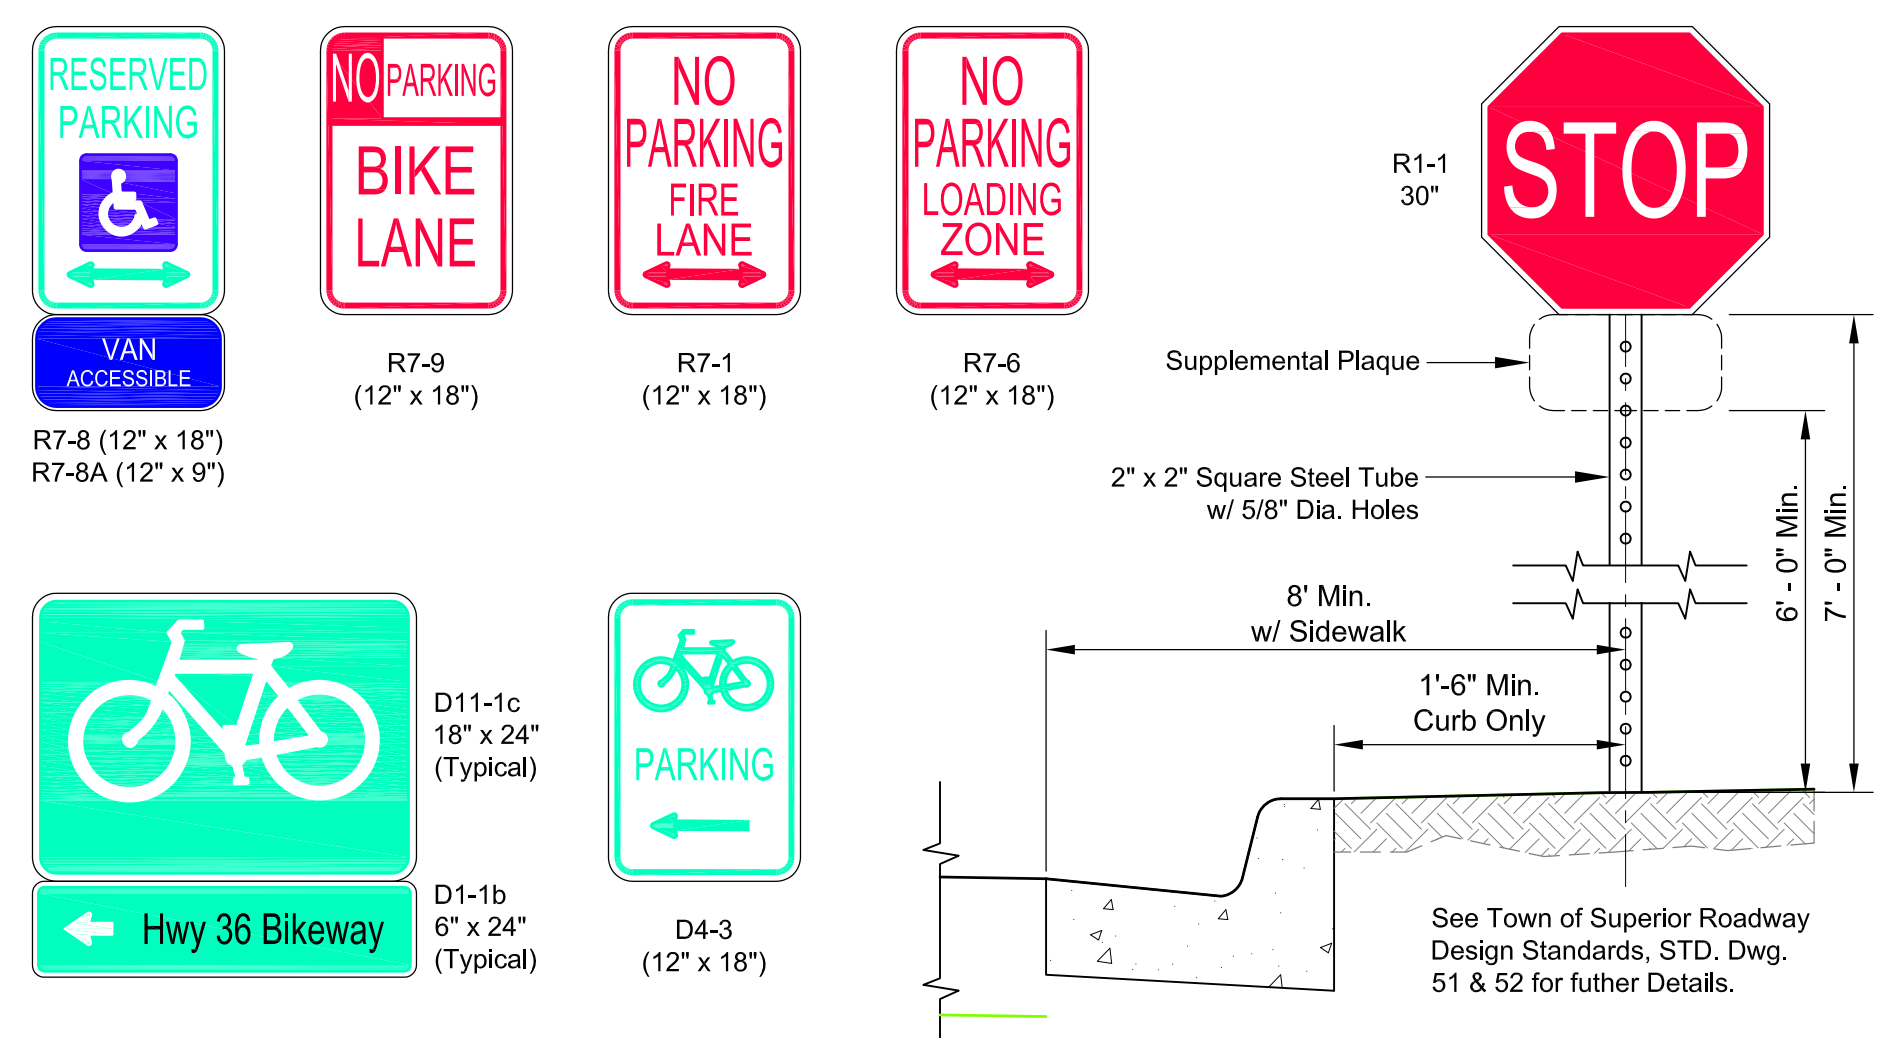 RESERVED
PARKING
VAN
ACCESSIBLE
R7-8 (12" x 18")
R7-8A (12" x 9")
NO PARKING
BIKE
LANE
R7-9
(12" x 18")
NO
PARKING
FIRE
LANE
R7-1
(12" x 18")
NO
PARKING
LOADING
ZONE
R7-6
(12" x 18")
R1-1
30"
STOP
Supplemental Plaque
2" x 2" Square Steel Tube
w/ 5/8" Dia. Holes
6' - 0" Min.
7' - 0" Min.
8' Min.
w/ Sidewalk
1'-6" Min.
Curb Only
D11-1c
18" x 24"
(Typical)
Hwy 36 Bikeway
D1-1b
6" x 24"
(Typical)
PARKING
D4-3
(12" x 18")
See Town of Superior Roadway
Design Standards, STD. Dwg.
51 & 52 for futher Details.